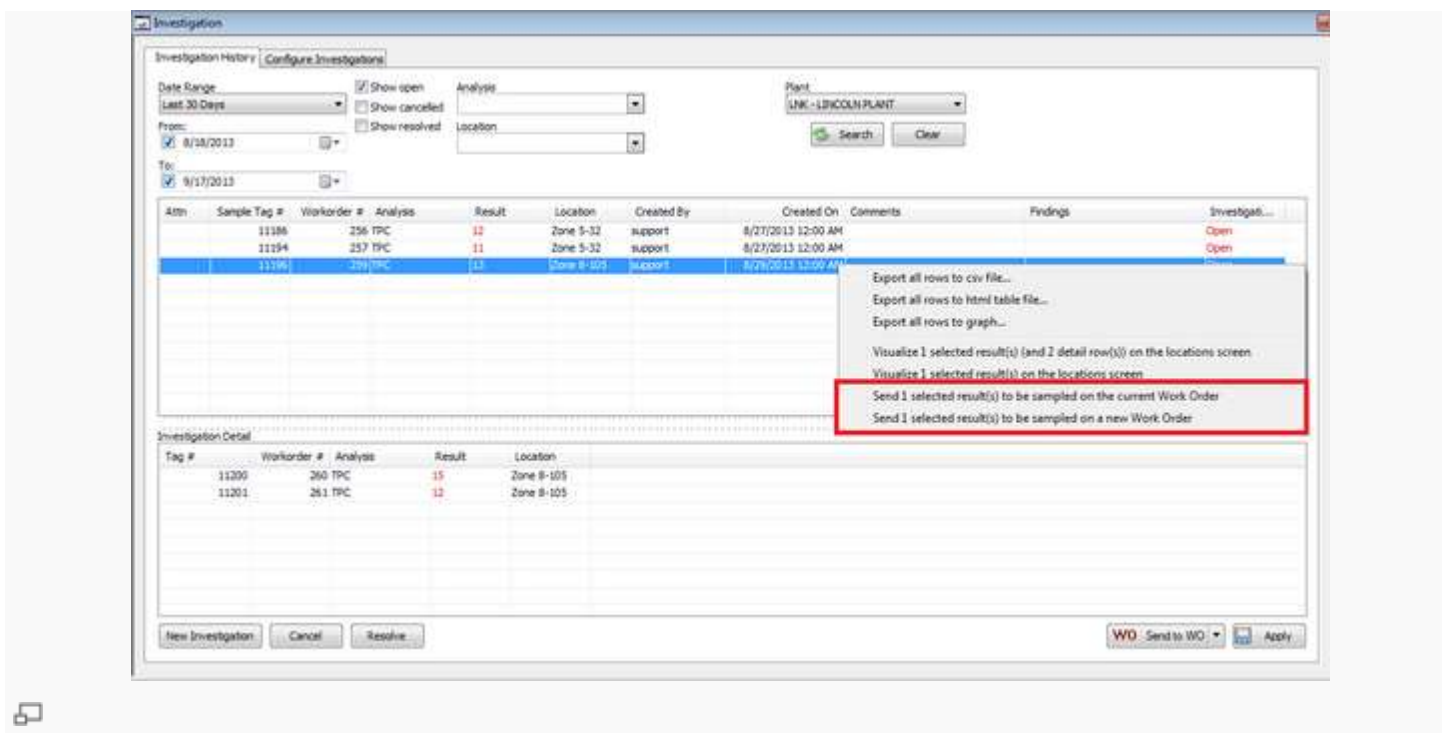 Investigation
Investigation History Configure Investigations
Date Range Show open Analysis Plant
Last 30 Days Show cancelled LNK - LINCOLN PLANT
From: Show resolved Location Search Clear
8/18/2013
To:
9/17/2013
Attn Sample Tag # Workorder # Analysis Result Location Created By Created On Comments Findings Investigati...
11186 256 TPC 12 Zone 5-32 support 8/27/2013 12:00 AM Open
11194 257 TPC 11 Zone 5-32 support 8/27/2013 12:00 AM Open
11196 259 TPC 13 Zone 8-105 support 8/29/2013 12:00 AM
Export all rows to csv file...
Export all rows to html table file...
Export all rows to graph...
Visualize 1 selected result(s) (and 2 detail row(s)) on the locations screen
Visualize 1 selected result(s) on the locations screen
Send 1 selected result(s) to be sampled on the current Work Order
Send 1 selected result(s) to be sampled on a new Work Order
Investigation Detail
Tag # Workorder # Analysis Result Location
11200 260 TPC 15 Zone 8-105
11201 261 TPC 12 Zone 8-105
New Investigation Cancel Resolve WO Send to WO Apply